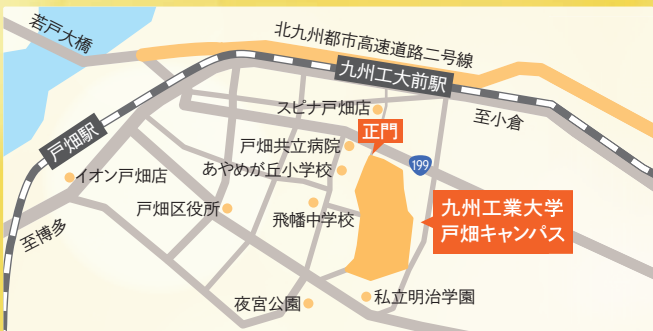 若戸大橋
北九州都市高速道路二号線
九州工大前駅
スピナ戸畑店
至小倉
戸畑駅
正門
戸畑共立病院
199
あやめが丘小学校
イオン戸畑店
戸畑区役所
飛幡中学校
九州工業大学
戸畑キャンパス
至博多
夜宮公園
私立明治学園